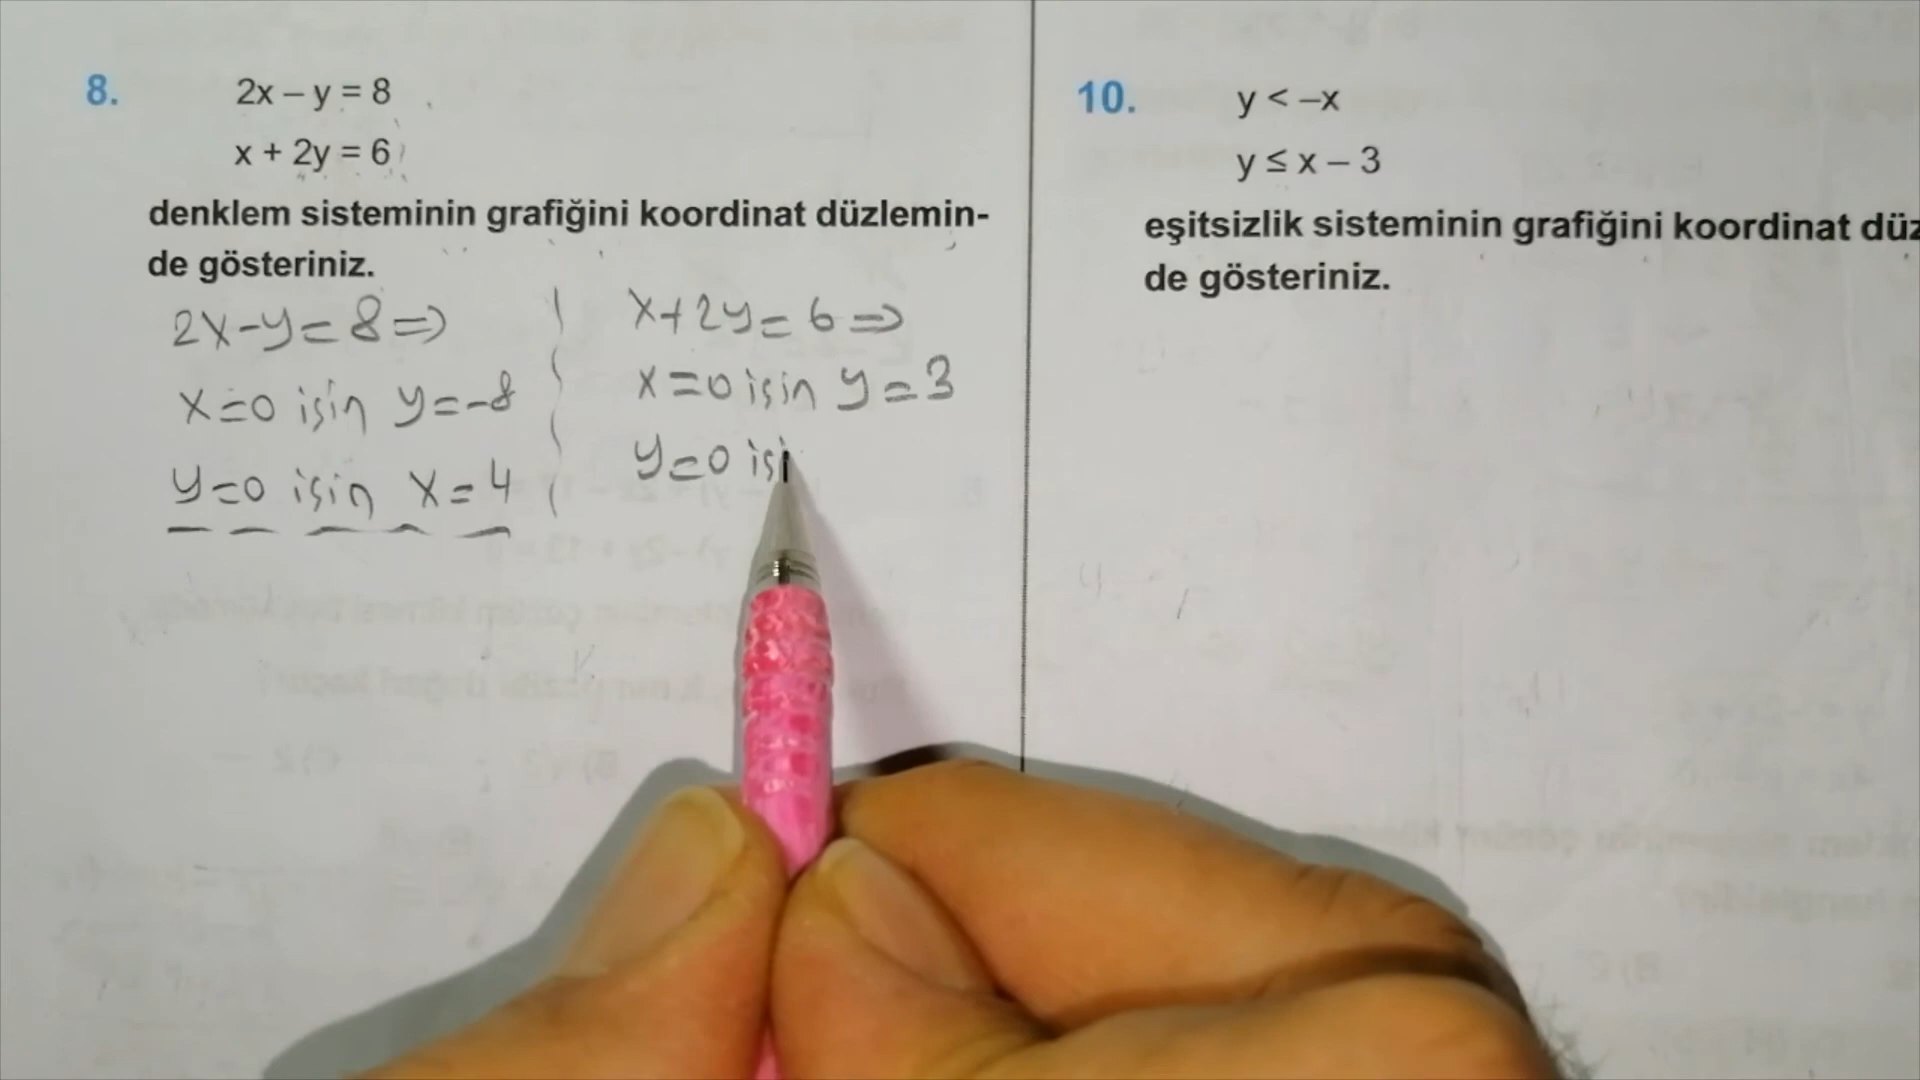 8.
2x – y = 8
x + 2y = 6
denklem sisteminin grafiğini koordinat düzlemin-
de gösteriniz.
2x-y=8⇒
x=0 için y=-8
y=0 için x=4
x+2y=6⇒
x=0 için y=3
y=0 içi
10.
y < –x
y ≤ x – 3
eşitsizlik sisteminin grafiğini koordinat düz
de gösteriniz.